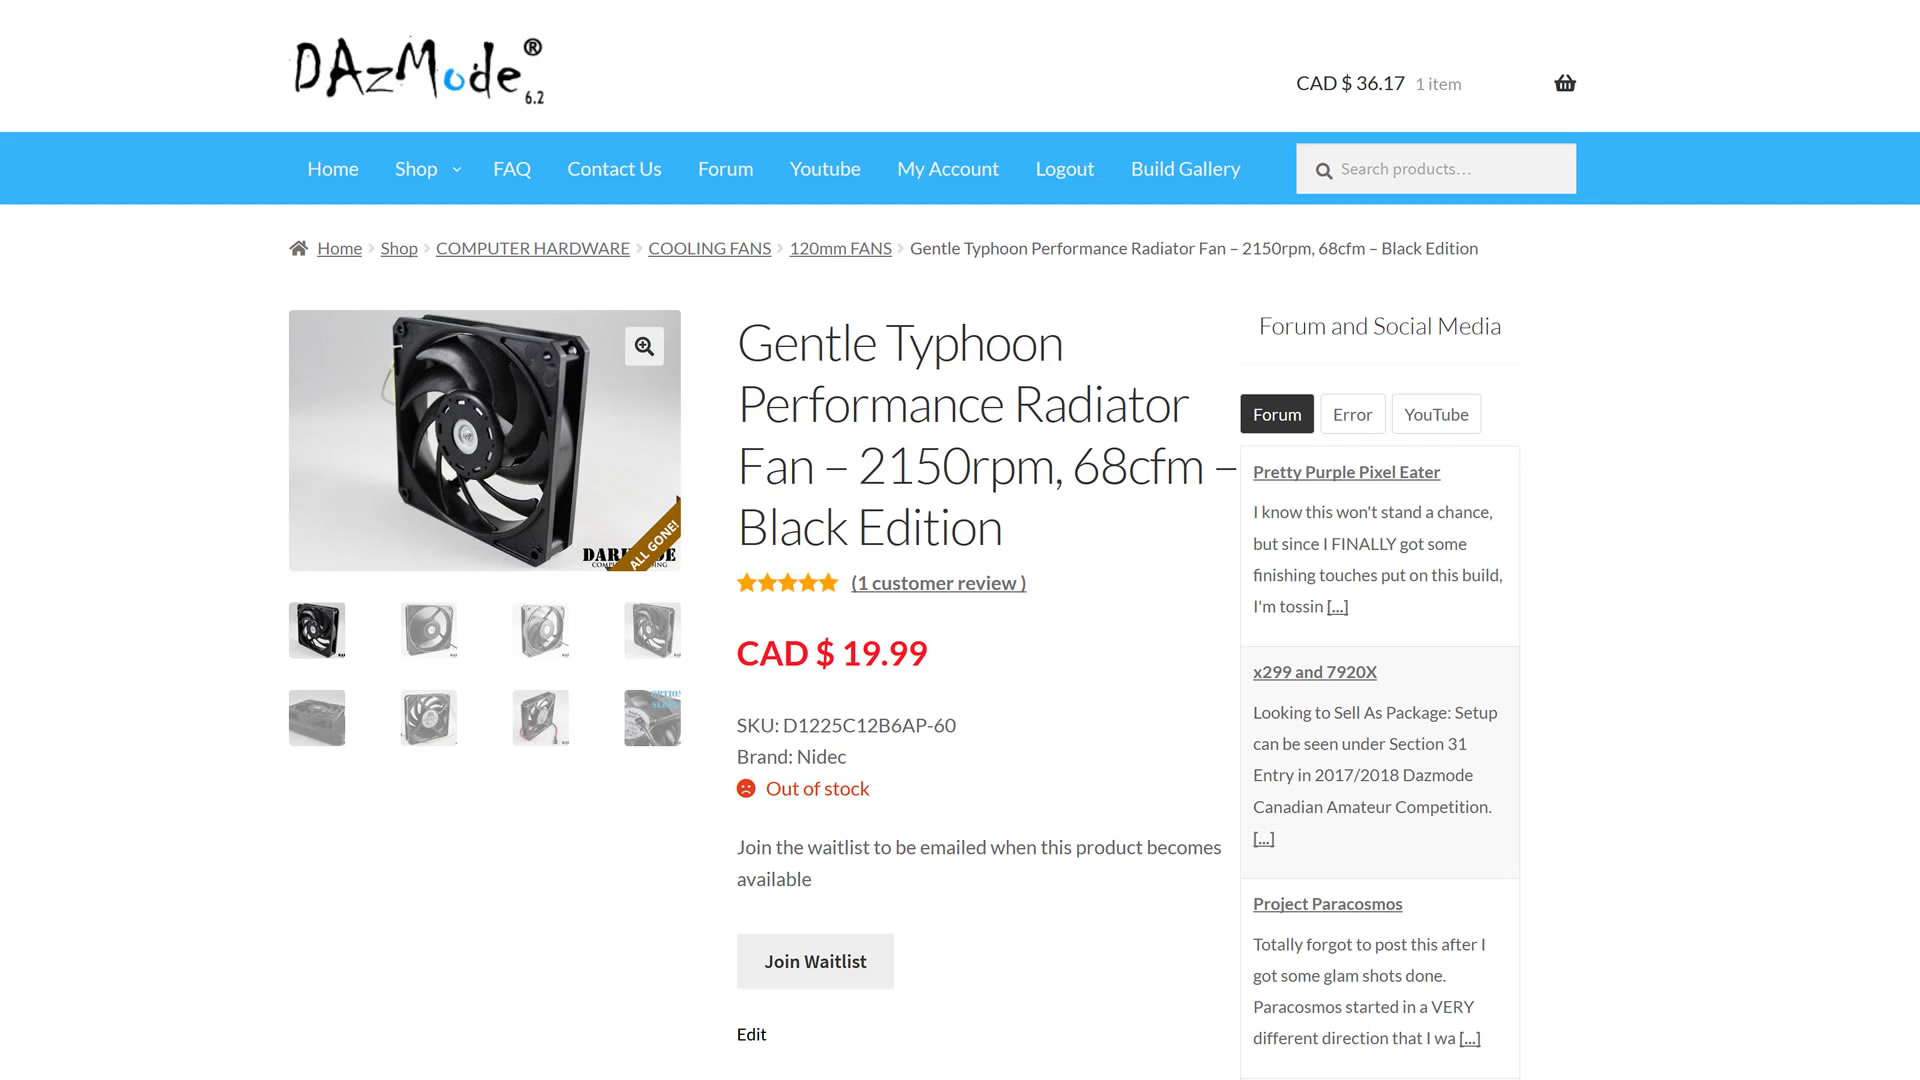 DAzMode®
6.2
CAD $ 36.17 1 item
Home Shop FAQ Contact Us Forum Youtube My Account Logout Build Gallery Search products…
Home Shop COMPUTER HARDWARE COOLING FANS 120mm FANS Gentle Typhoon Performance Radiator Fan – 2150rpm, 68cfm – Black Edition
ALL GONE!
Gentle Typhoon
Performance Radiator
Fan – 2150rpm, 68cfm –
Black Edition
(1 customer review )
CAD $ 19.99
SKU: D1225C12B6AP-60
Brand: Nidec
Out of stock
Join the waitlist to be emailed when this product becomes
available
Join Waitlist
Edit
Forum and Social Media
Forum Error YouTube
Pretty Purple Pixel Eater
I know this won't stand a chance,
but since I FINALLY got some
finishing touches put on this build,
I'm tossin [...]
x299 and 7920X
Looking to Sell As Package: Setup
can be seen under Section 31
Entry in 2017/2018 Dazmode
Canadian Amateur Competition.
[...]
Project Paracosmos
Totally forgot to post this after I
got some glam shots done.
Paracosmos started in a VERY
different direction that I wa [...]